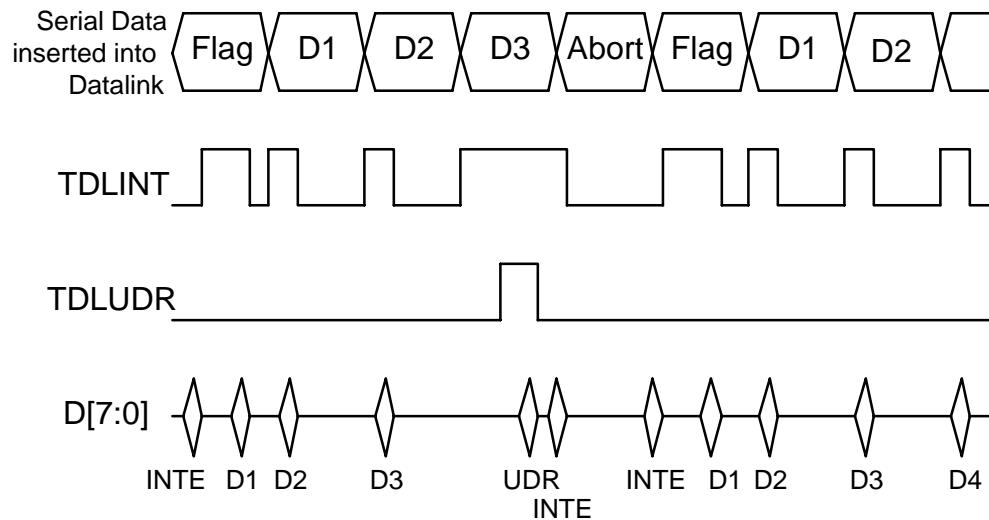 Serial Data
inserted into
Datalink
Flag D1 D2 D3 Abort Flag D1 D2
TDLINT
TDLUDR
D[7:0]
INTE D1 D2 D3 UDR INTE D1 D2 D3 D4
INTE